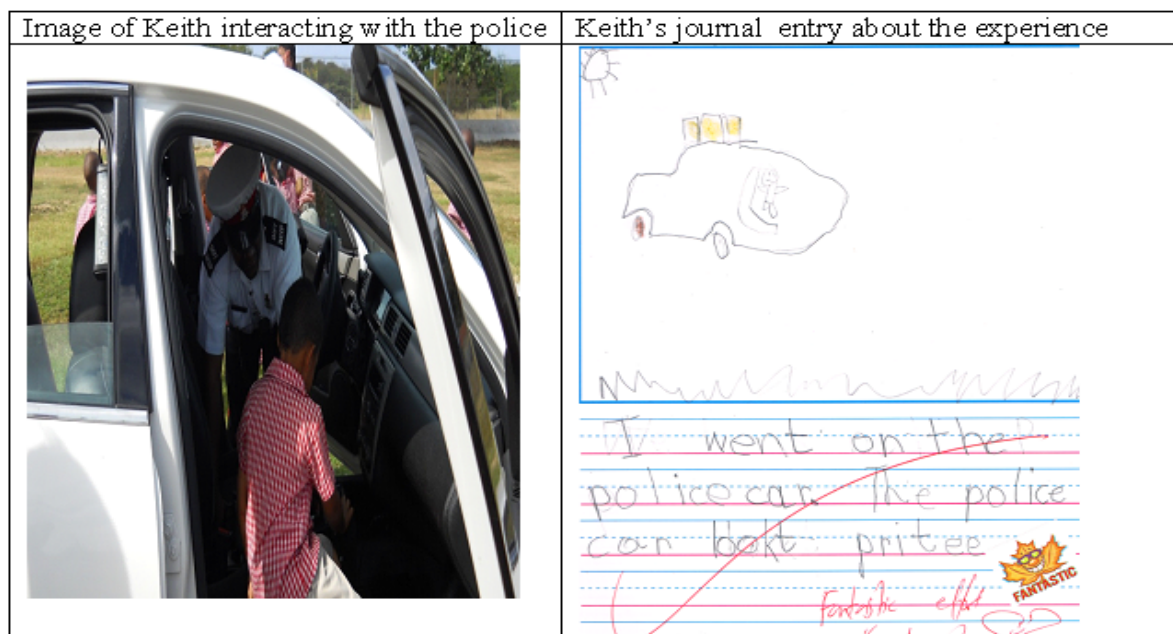 Image of Keith interacting with the police
Keith's journal entry about the experience
I went on the
police car. The police
car lookt pritee
FANTASTIC
Fantastic effort